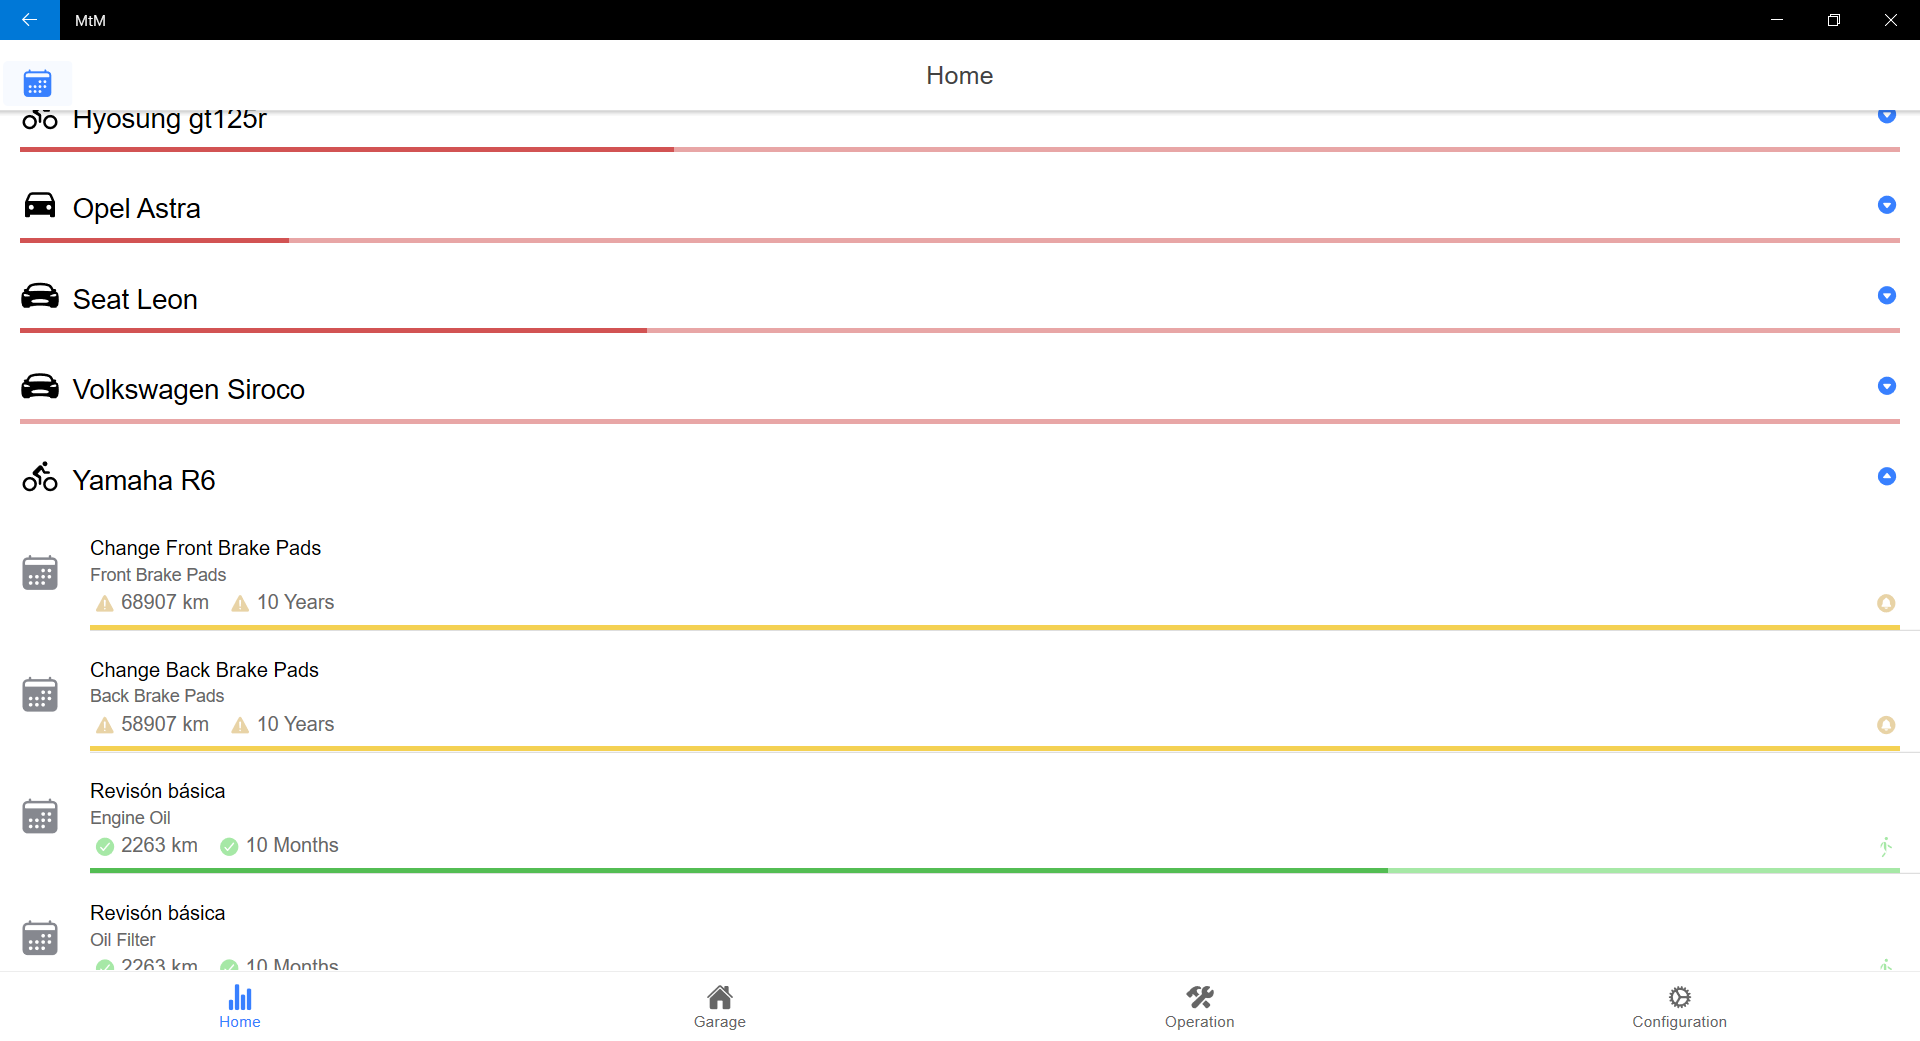 MtM
Home
Hyosung gt125r
Opel Astra
Seat Leon
Volkswagen Siroco
Yamaha R6
Change Front Brake Pads
Front Brake Pads
68907 km 10 Years
Change Back Brake Pads
Back Brake Pads
58907 km 10 Years
Revisón básica
Engine Oil
2263 km 10 Months
Revisón básica
Oil Filter
2263 km 10 Months
Home Garage Operation Configuration